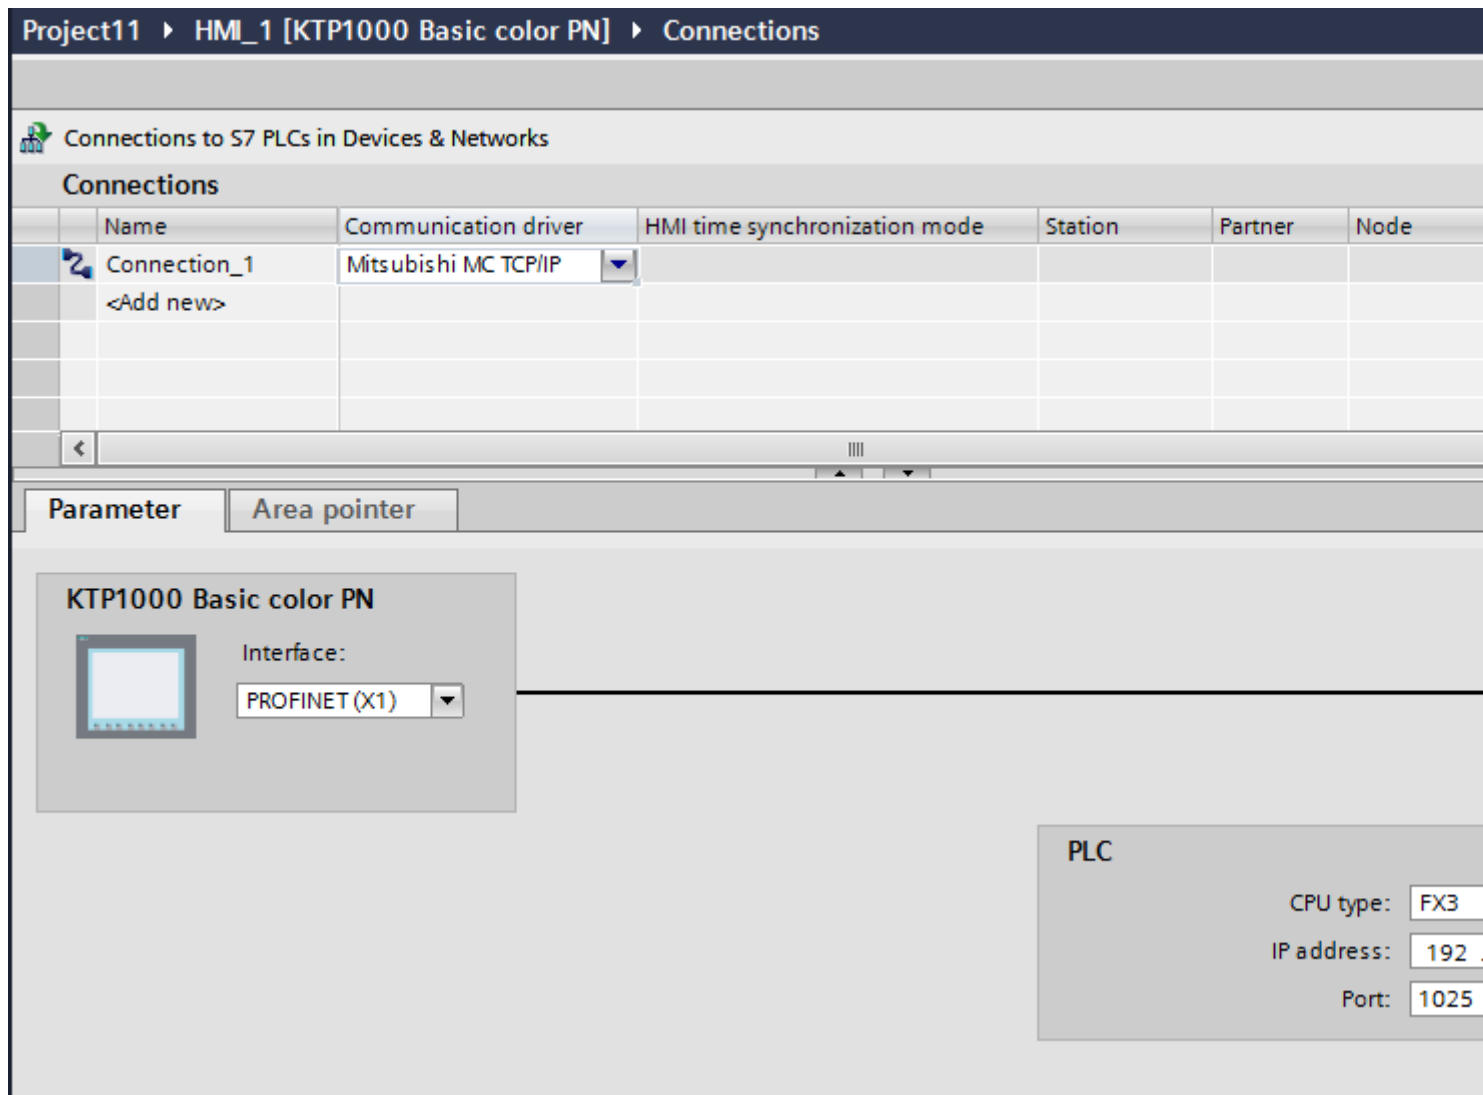 Project11 ▸ HMI_1 [KTP1000 Basic color PN] ▸ Connections
Connections to S7 PLCs in Devices & Networks
Connections
Name Communication driver HMI time synchronization mode Station Partner Node
Connection_1 Mitsubishi MC TCP/IP
<Add new>
Parameter Area pointer
KTP1000 Basic color PN
Interface:
PROFINET (X1)
PLC
CPU type: FX3
IP address: 192 .
Port: 1025